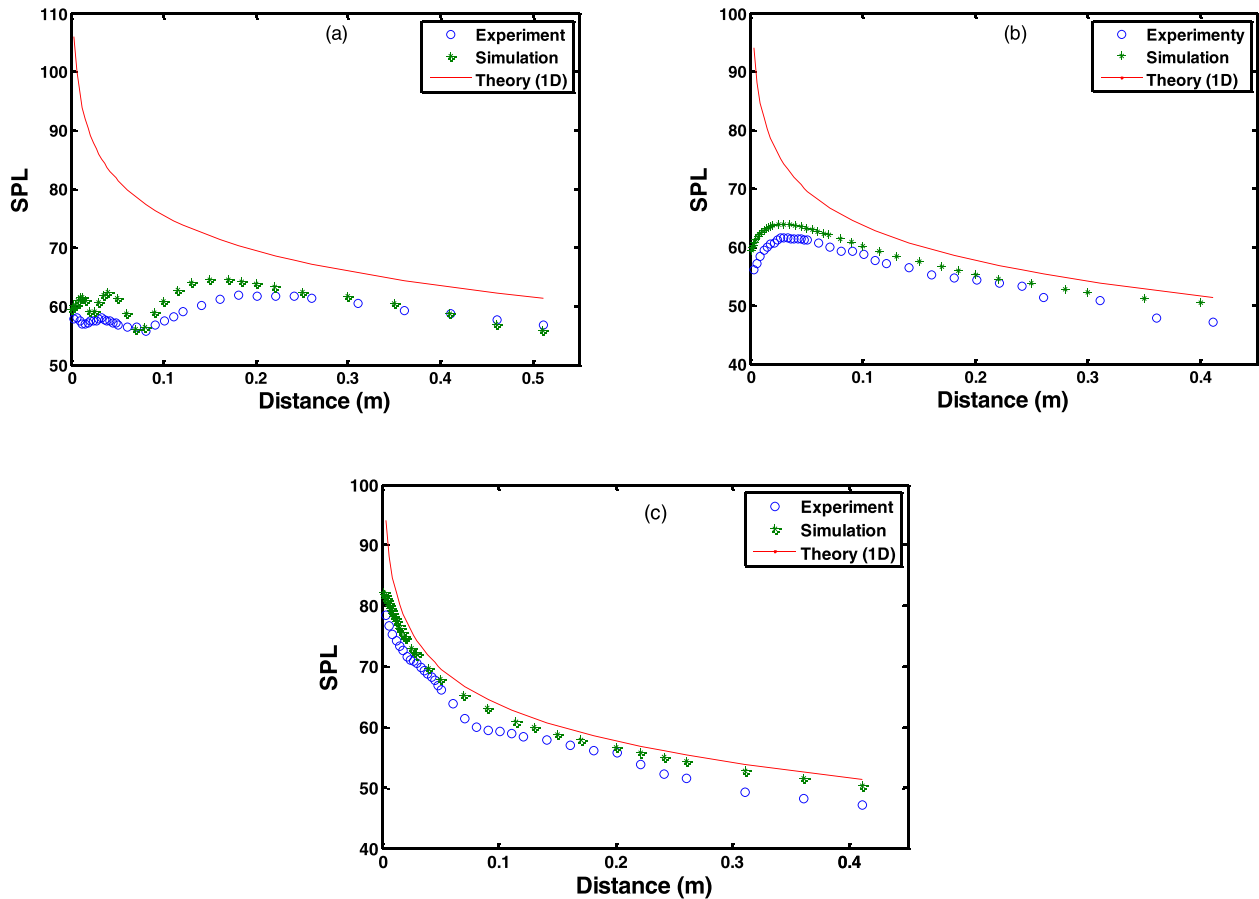 (a)
Experiment
Simulation
Theory (1D)
SPL
110
100
90
80
70
60
50
0
0.1
0.2
0.3
0.4
0.5
Distance (m)
(b)
Experimenty
Simulation
Theory (1D)
SPL
100
90
80
70
60
50
40
0
0.1
0.2
0.3
0.4
Distance (m)
(c)
Experiment
Simulation
Theory (1D)
SPL
100
90
80
70
60
50
40
0
0.1
0.2
0.3
0.4
Distance (m)